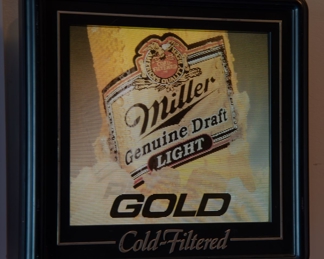 Miller
Genuine Draft
LIGHT
GOLD
Cold-Filtered